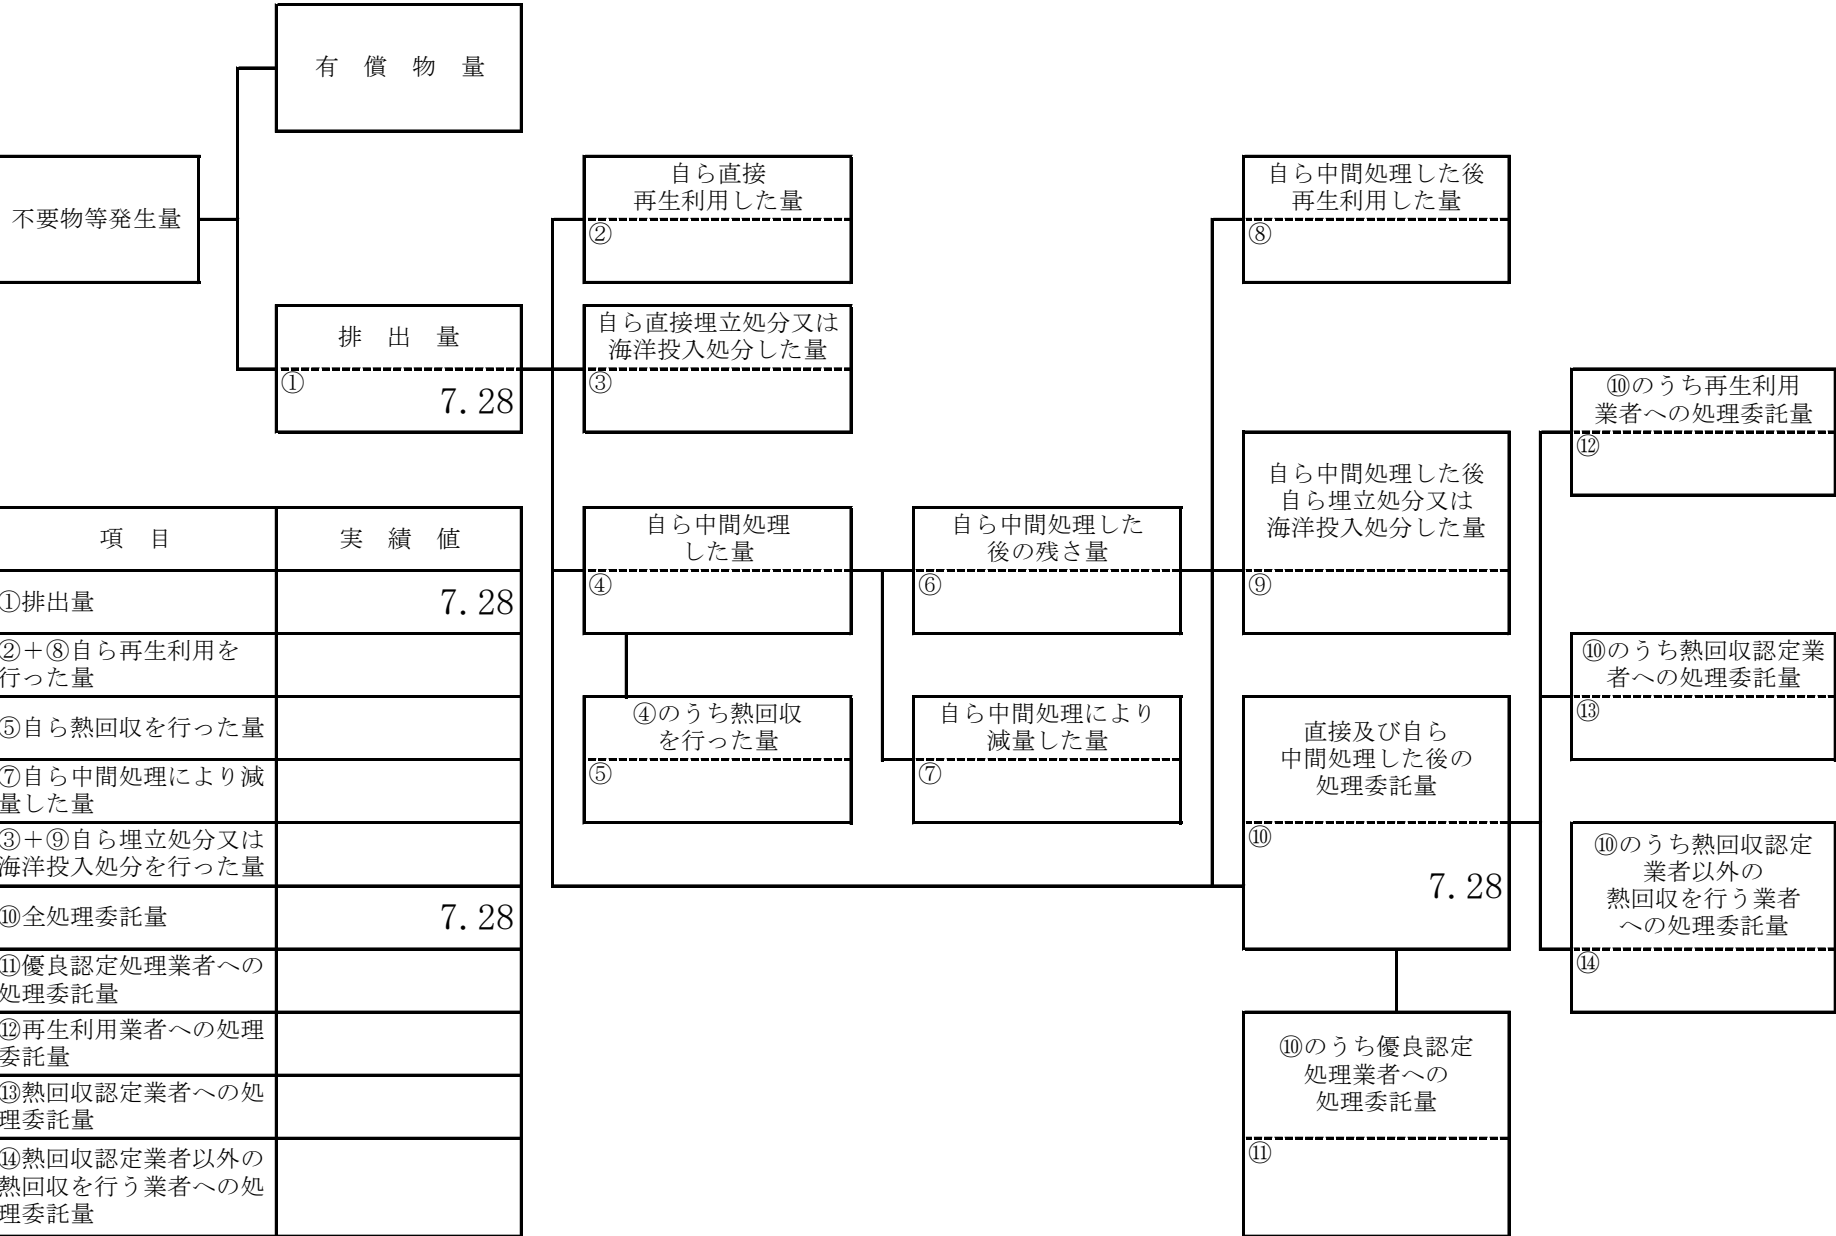 有 償 物 量
不要物等発生量
排 出 量
①
7.28
自ら直接
再生利用した量
②
自ら直接埋立処分又は
海洋投入処分した量
③
自ら中間処理
した量
④
④のうち熱回収
を行った量
⑤
自ら中間処理した
後の残さ量
⑥
自ら中間処理により
減量した量
⑦
自ら中間処理した後
再生利用した量
⑧
自ら中間処理した後
自ら埋立処分又は
海洋投入処分した量
⑨
直接及び自ら
中間処理した後の
処理委託量
⑩
7.28
⑩のうち優良認定
処理業者への
処理委託量
⑪
⑩のうち再生利用
業者への処理委託量
⑫
⑩のうち熱回収認定業
者への処理委託量
⑬
⑩のうち熱回収認定
業者以外の
熱回収を行う業者
への処理委託量
⑭
項 目 実 績 値
①排出量 7.28
②+⑧自ら再生利用を
行った量
⑤自ら熱回収を行った量
⑦自ら中間処理により減
量した量
③+⑨自ら埋立処分又は
海洋投入処分を行った量
⑩全処理委託量 7.28
⑪優良認定処理業者への
処理委託量
⑫再生利用業者への処理
委託量
⑬熱回収認定業者への処
理委託量
⑭熱回収認定業者以外の
熱回収を行う業者への処
理委託量